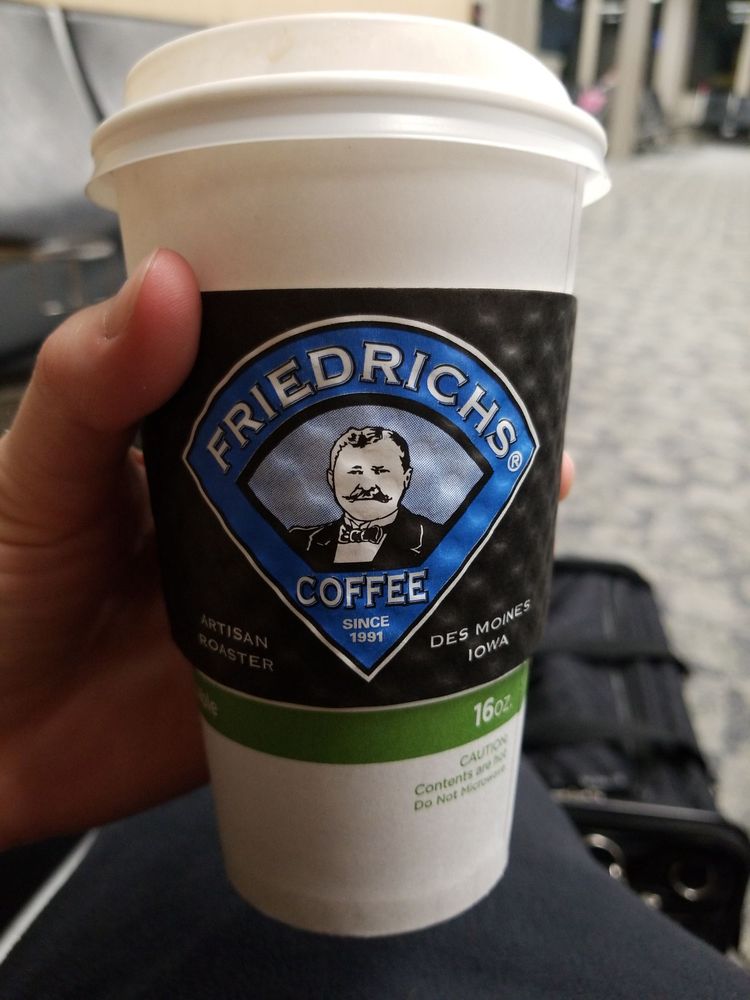 FRIEDRICHS®
COFFEE
SINCE
1991
ARTISAN
ROASTER
DES MOINES
IOWA
16OZ.
CAUTION:
Contents are hot
Do Not Microwave